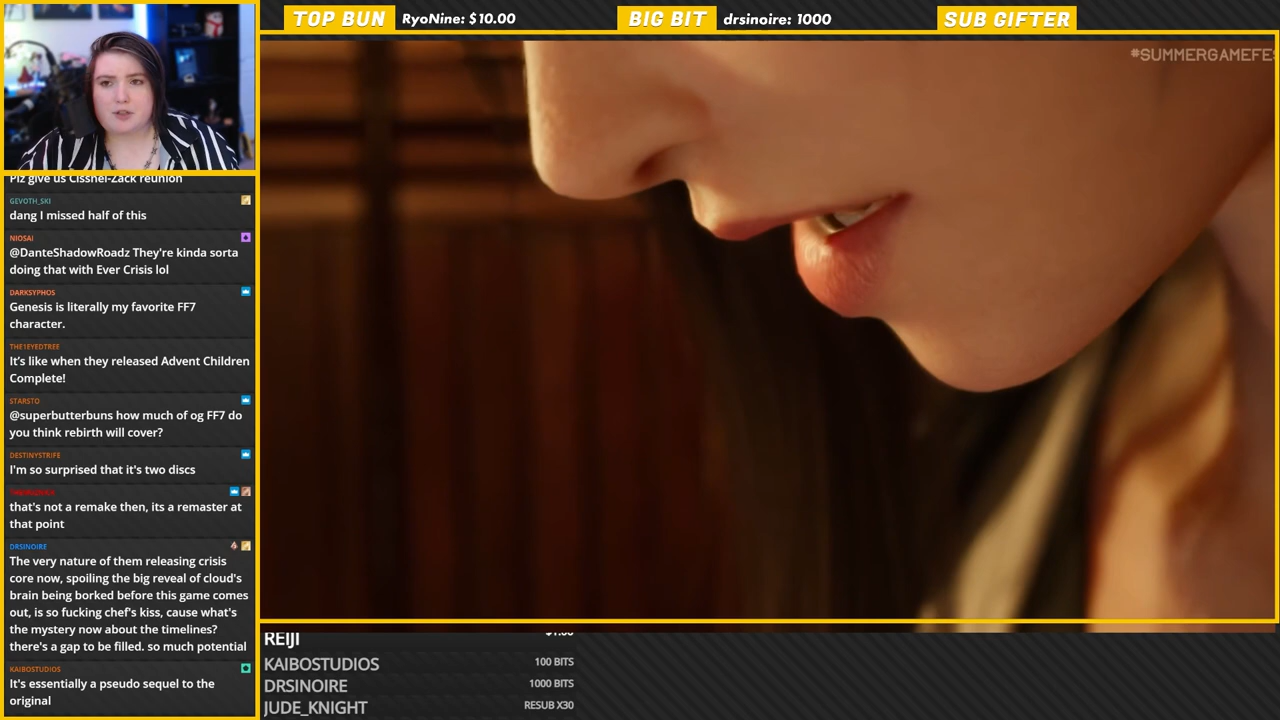 TOP BUN
RyoNine: $10.00
BIG BIT
drsinoire: 1000
SUB GIFTER
#SUMMERGAMEFES
Plz give us Cissnei-Zack reunion
GEVOTH_SKI
dang I missed half of this
NIOSAI
@DanteShadowRoadz They're kinda sorta
doing that with Ever Crisis lol
DARKSYPHOS
Genesis is literally my favorite FF7
character.
THE1EYEDTREE
It's like when they released Advent Children
Complete!
STARSTO
@superbutterbuns how much of og FF7 do
you think rebirth will cover?
DESTINYSTRIFE
I'm so surprised that it's two discs
that's not a remake then, its a remaster at
that point
DRSINOIRE
The very nature of them releasing crisis
core now, spoiling the big reveal of cloud's
brain being borked before this game comes
out, is so fucking chef's kiss, cause what's
the mystery now about the timelines?
there's a gap to be filled. so much potential
KAIBOSTUDIOS
It's essentially a pseudo sequel to the
original
REIJI
KAIBOSTUDIOS 100 BITS
DRSINOIRE 1000 BITS
JUDE_KNIGHT RESUB X30